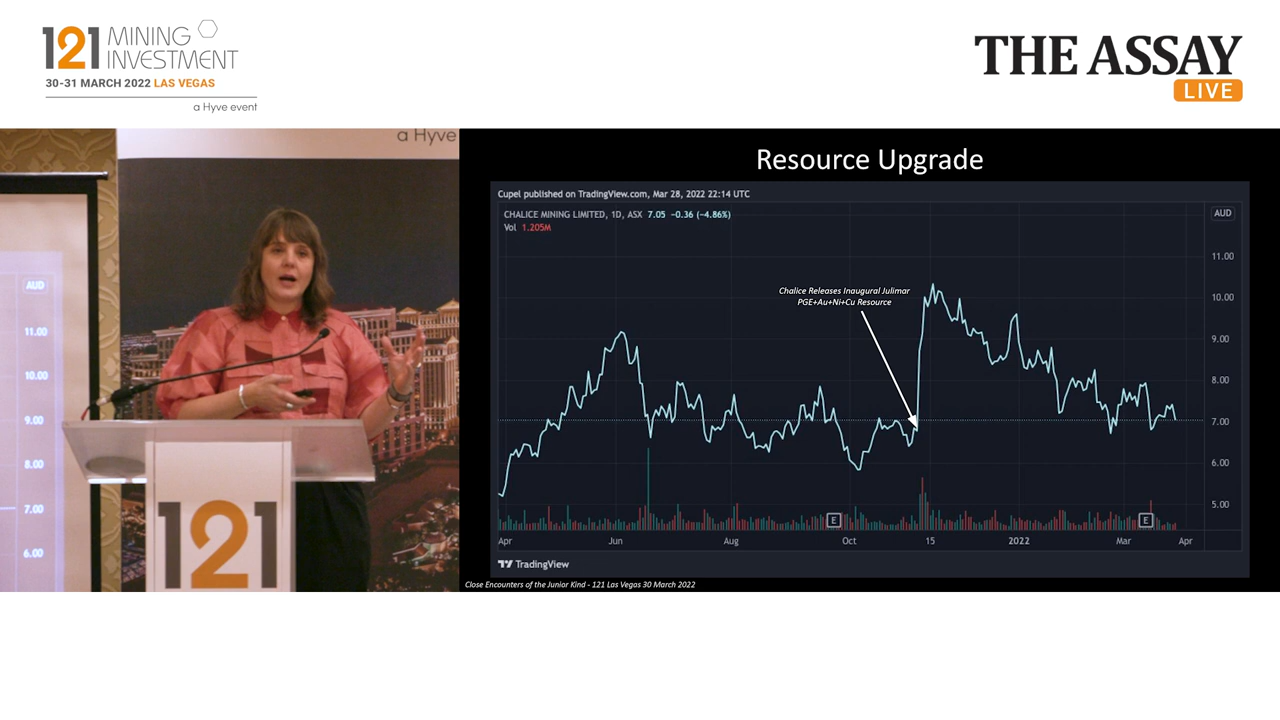 121 MINING
INVESTMENT
30-31 MARCH 2022 LAS VEGAS
a Hyve event
THE ASSAY
LIVE
a Hyve
AUD
11.00
10.00
9.00
8.00
7.00
6.00
121
Resource Upgrade
Cupel published on TradingView.com, Mar 28, 2022 22:14 UTC
CHALICE MINING LIMITED, 1D, ASX 7.05 −0.36 (−4.86%)
Vol 1.205M
AUD
11.00
10.00
9.00
8.00
7.00
6.00
5.00
Chalice Releases Inaugural Julimar
PGE+Au+Ni+Cu Resource
E
E
Apr Jun Aug Oct 15 2022 Mar Apr
TradingView
Close Encounters of the Junior Kind - 121 Las Vegas 30 March 2022